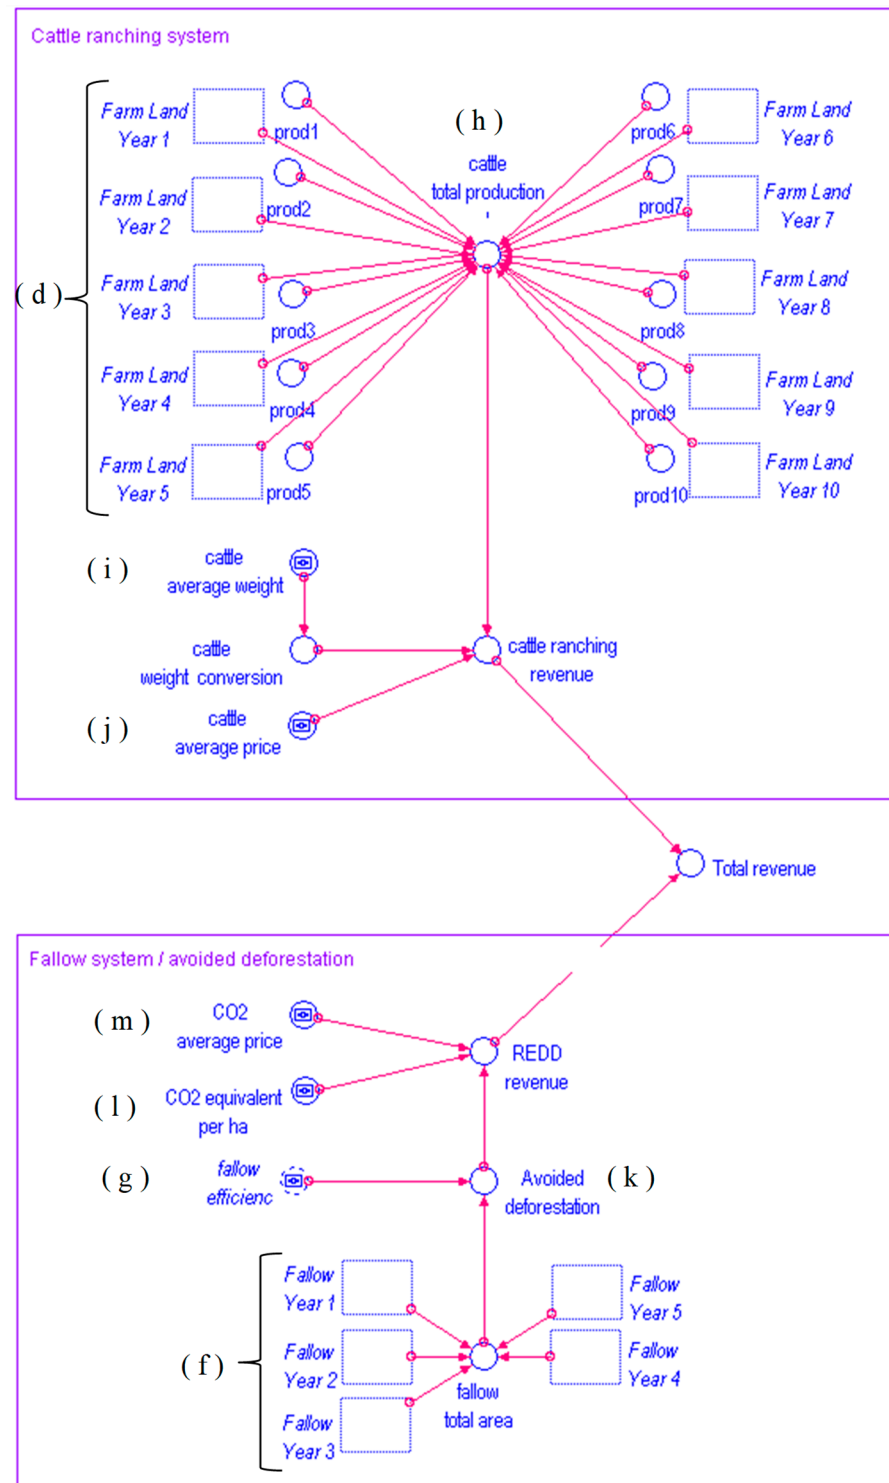 Cattle ranching system
Farm Land
Year 1
prod1
( h )
cattle
total production
prod6
Farm Land
Year 6
Farm Land
Year 2
prod2
prod7
Farm Land
Year 7
( d )
Farm Land
Year 3
prod3
prod8
Farm Land
Year 8
Farm Land
Year 4
prod4
prod9
Farm Land
Year 9
Farm Land
Year 5
prod5
prod10
Farm Land
Year 10
( i )
cattle
average weight
cattle
weight conversion
cattle ranching
revenue
( j )
cattle
average price
Total revenue
Fallow system / avoided deforestation
( m )
CO2
average price
REDD
revenue
( l )
CO2 equivalent
per ha
( g )
fallow
efficienc
Avoided
deforestation
( k )
( f )
Fallow
Year 1
Fallow
Year 5
Fallow
Year 2
Fallow
Year 4
Fallow
Year 3
fallow
total area